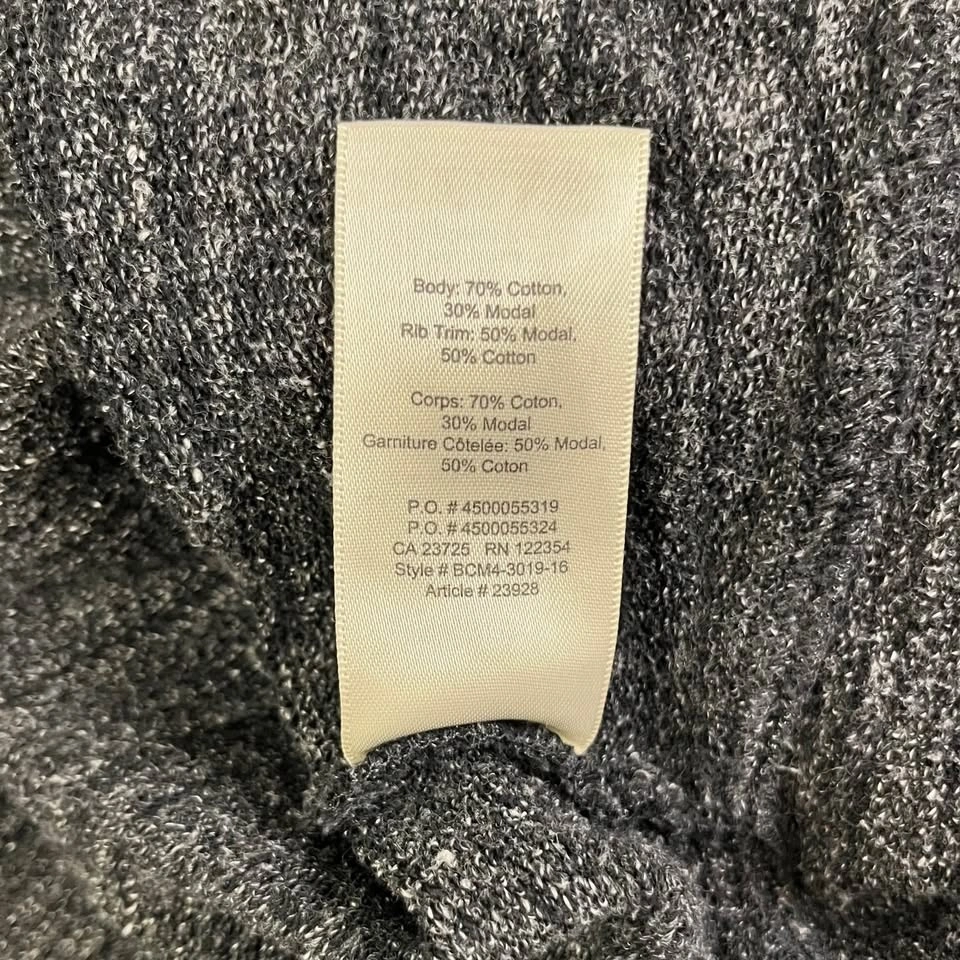 Body: 70% Cotton,
30% Modal
Rib Trim: 50% Modal,
50% Cotton
Corps: 70% Coton,
30% Modal
Garniture Côtelée: 50% Modal,
50% Coton
P.O. # 4500055319
P.O. # 4500055324
CA 23725 RN 122354
Style # BCM4-3019-16
Article # 23928